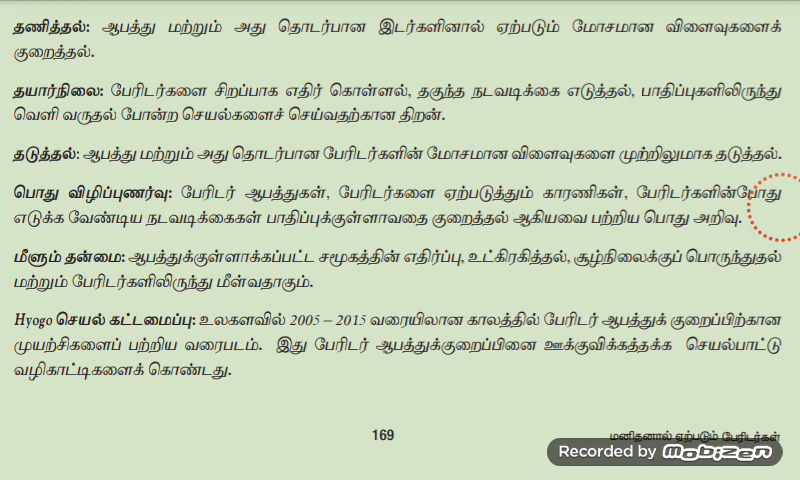 தணித்தல்: ஆபத்து மற்றும் அது தொடர்பான இடர்களினால் ஏற்படும் மோசமான விளைவுகளைக்
குறைத்தல்.
தயார்நிலை: பேரிடர்களை சிறப்பாக எதிர் கொள்ளல், தகுந்த நடவடிக்கை எடுத்தல், பாதிப்புகளிலிருந்து
வெளி வருதல் போன்ற செயல்களைச் செய்வதற்கான திறன்.
தடுத்தல்: ஆபத்து மற்றும் அது தொடர்பான பேரிடர்களின் மோசமான விளைவுகளை முற்றிலுமாக தடுத்தல்.
பொது விழிப்புணர்வு: பேரிடர் ஆபத்துகள், பேரிடர்களை ஏற்படுத்தும் காரணிகள், பேரிடர்களின்போது
எடுக்க வேண்டிய நடவடிக்கைகள் பாதிப்புக்குள்ளாவதை குறைத்தல் ஆகியவை பற்றிய பொது அறிவு.
மீளும் தன்மை: ஆபத்துக்குள்ளாக்கப்பட்ட சமூகத்தின் எதிர்ப்பு, உட்கிரகித்தல், சூழ்நிலைக்குப் பொருந்துதல்
மற்றும் பேரிடர்களிலிருந்து மீள்வதாகும்.
Hyogo செயல் கட்டமைப்பு: உலகளவில் 2005 – 2015 வரையிலான காலத்தில் பேரிடர் ஆபத்துக் குறைப்பிற்கான
முயற்சிகளைப் பற்றிய வரைபடம். இது பேரிடர் ஆபத்துக்குறைப்பினை ஊக்குவிக்கத்தக்க செயல்பாட்டு
வழிகாட்டிகளைக் கொண்டது.
169 மனிதனால் ஏற்படும் பேரிடர்கள்
Recorded by mobizen